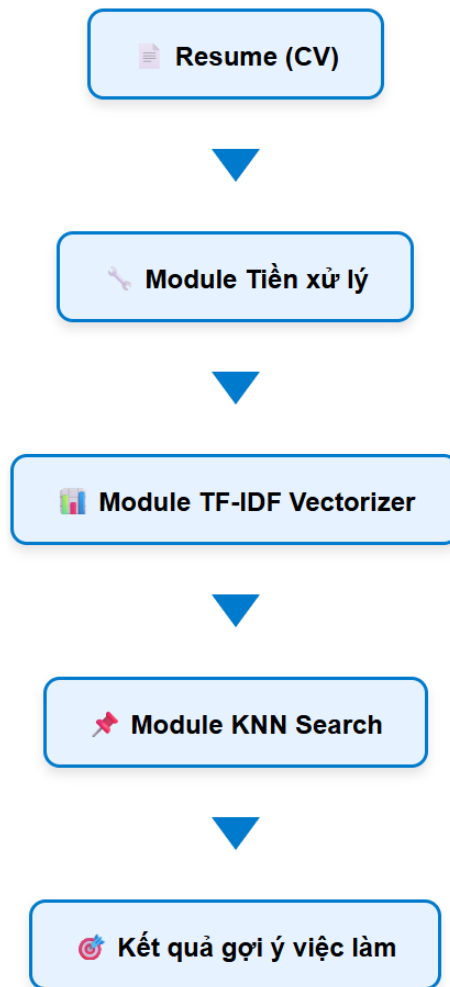 Resume (CV)
Module Tiền xử lý
Module TF-IDF Vectorizer
Module KNN Search
Kết quả gợi ý việc làm